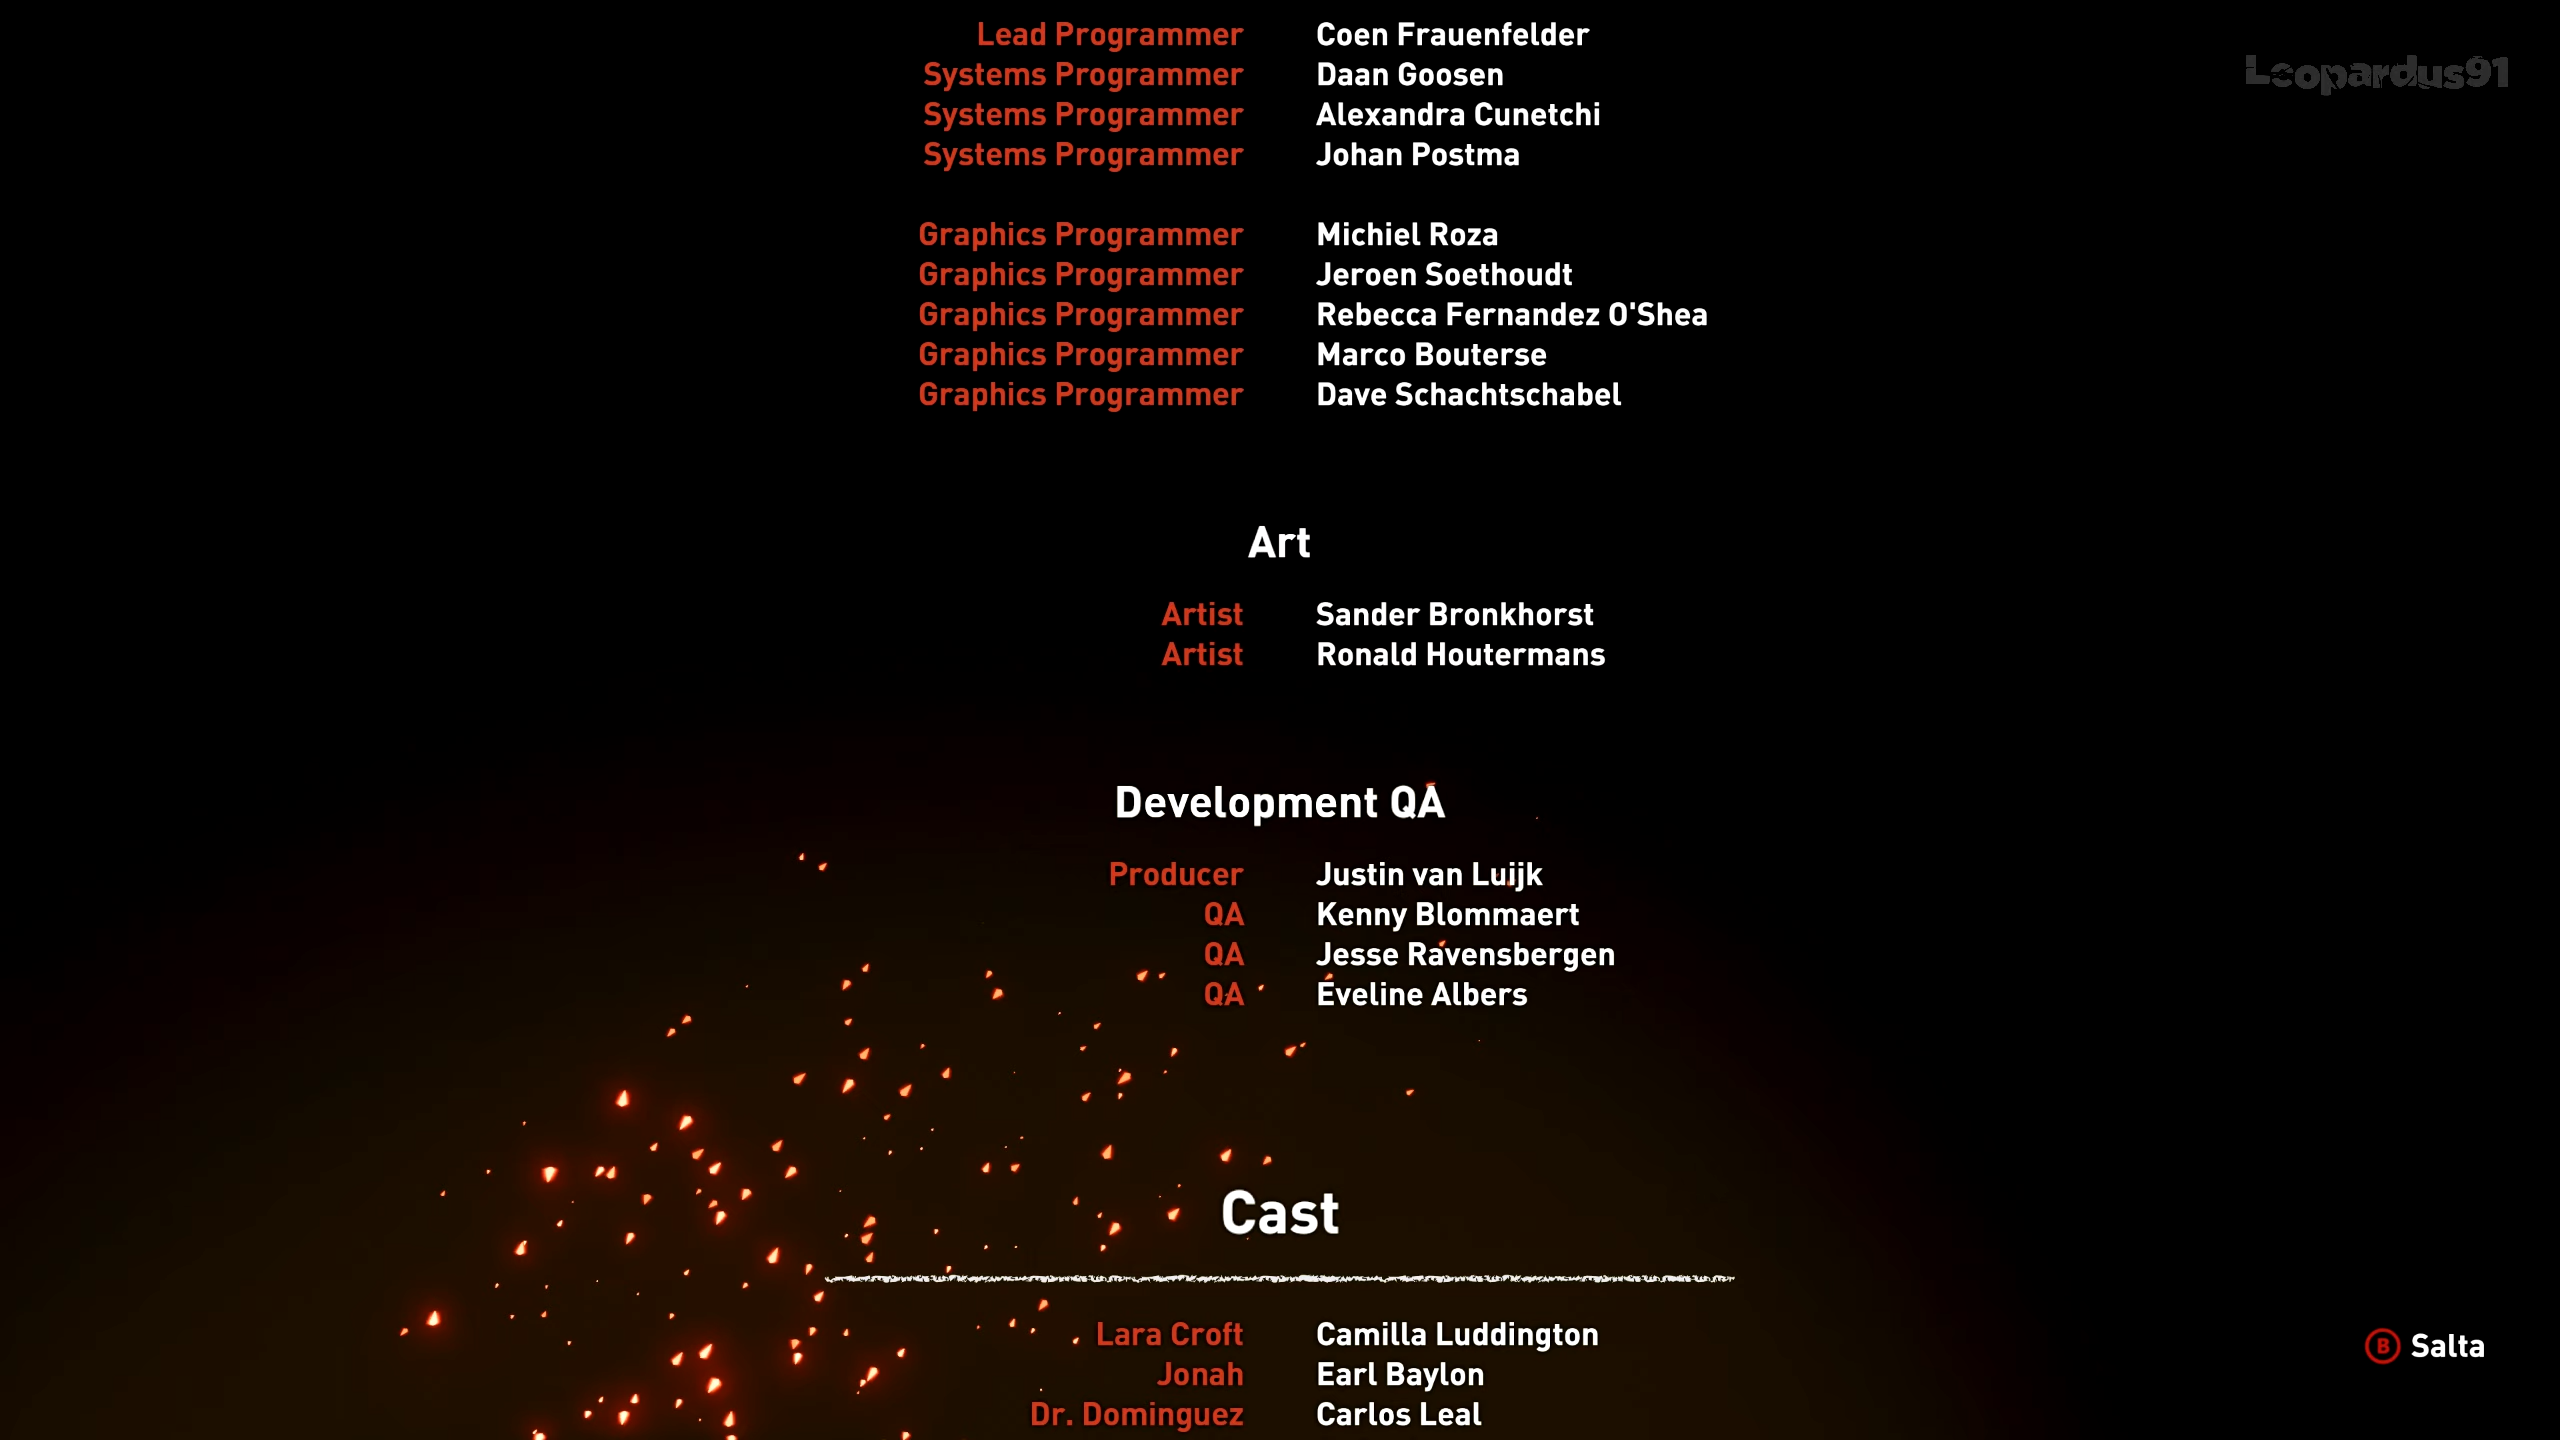 Lead Programmer Coen Frauenfelder
Leopardus91
Systems Programmer Daan Goosen
Systems Programmer Alexandra Cunetchi
Systems Programmer Johan Postma
Graphics Programmer Michiel Roza
Graphics Programmer Jeroen Soethoudt
Graphics Programmer Rebecca Fernandez O'Shea
Graphics Programmer Marco Bouterse
Graphics Programmer Dave Schachtschabel
Art
Artist Sander Bronkhorst
Artist Ronald Houtermans
Development QA
Producer Justin van Luijk
QA Kenny Blommaert
QA Jesse Ravensbergen
QA Eveline Albers
Cast
Lara Croft Camilla Luddington
B Salta
Jonah Earl Baylon
Dr. Dominguez Carlos Leal